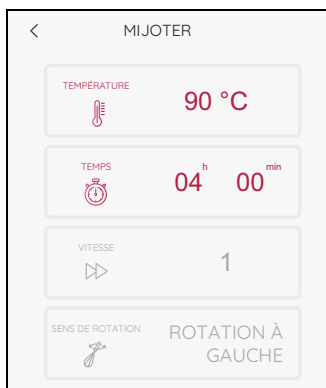 MIJOTER
TEMPÉRATURE
90 °C
TEMPS
04 h 00 min
VITESSE
1
SENS DE ROTATION
ROTATION À
GAUCHE